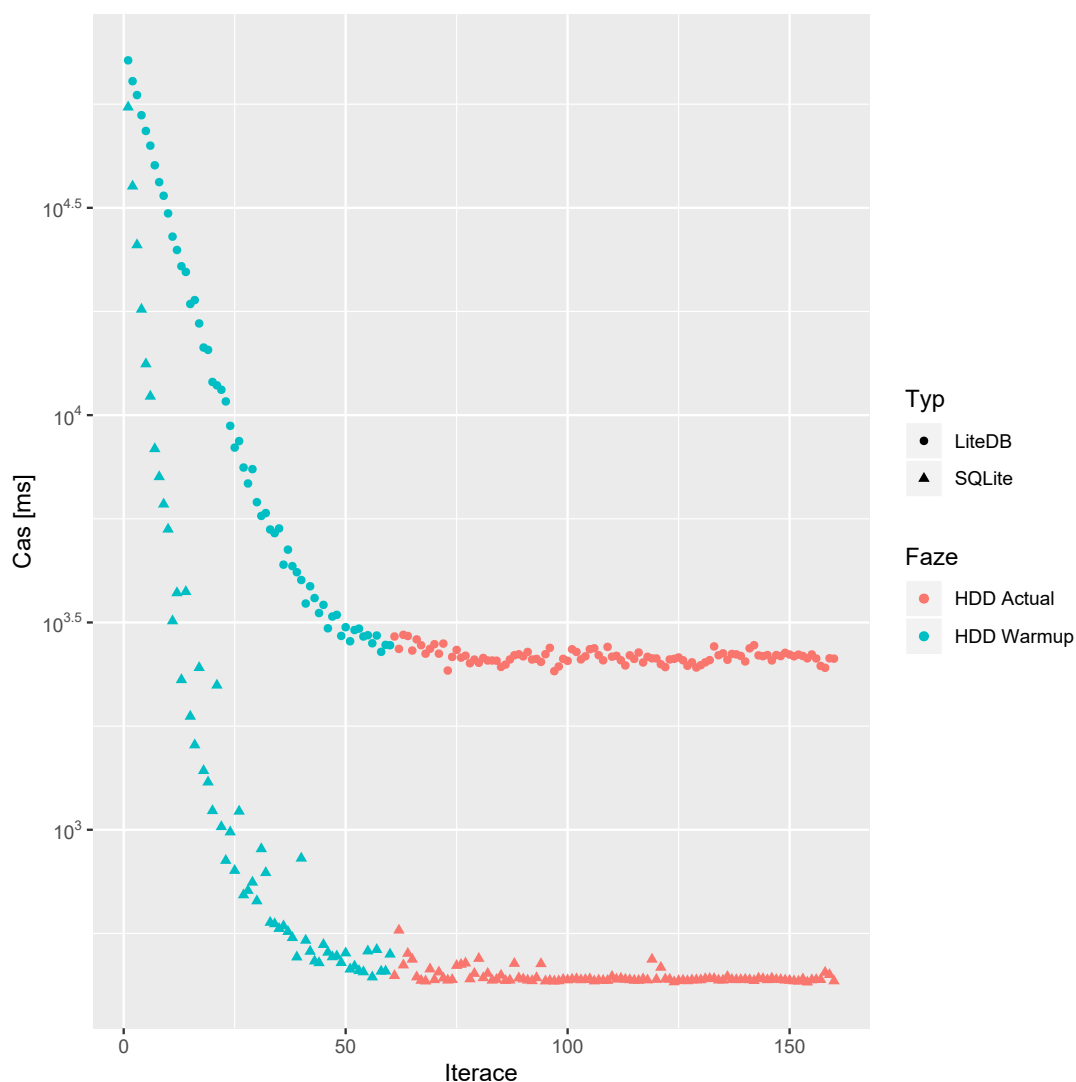 10^4.5
10^4
10^3.5
10^3
Cas [ms]
0 50 100 150
Iterace
Typ
LiteDB
SQLite
Faze
HDD Actual
HDD Warmup